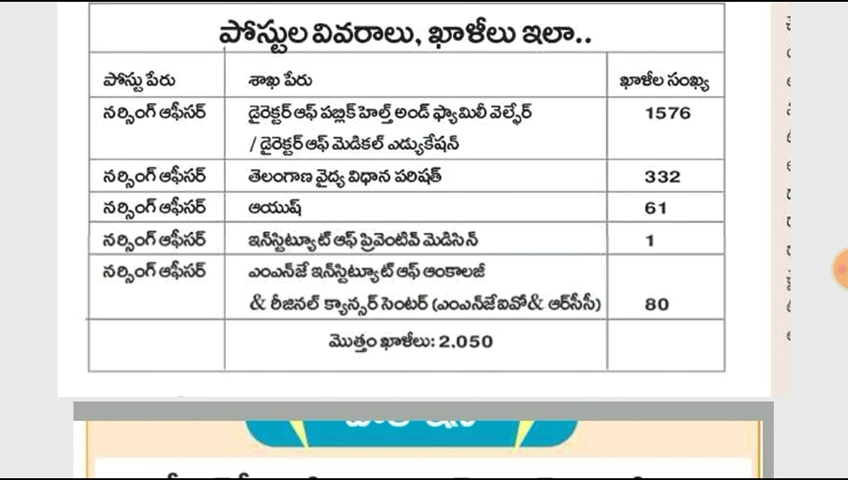 పోస్టుల వివరాలు, ఖాళీలు ఇలా..
పోస్టు పేరు శాఖ పేరు ఖాళీల సంఖ్య
నర్సింగ్ ఆఫీసర్ డైరెక్టర్ ఆఫ్ పబ్లిక్ హెల్త్ అండ్ ఫ్యామిలీ వెల్ఫేర్ 1576
/ డైరెక్టర్ ఆఫ్ మెడికల్ ఎడ్యుకేషన్
నర్సింగ్ ఆఫీసర్ తెలంగాణ వైద్య విధాన పరిషత్ 332
నర్సింగ్ ఆఫీసర్ ఆయుష్ 61
నర్సింగ్ ఆఫీసర్ ఇన్‌స్టిట్యూట్ ఆఫ్ ప్రివెంటివ్ మెడిసిన్ 1
నర్సింగ్ ఆఫీసర్ ఎంఎన్‌జే ఇన్‌స్టిట్యూట్ ఆఫ్ ఆంకాలజీ
& రీజినల్ క్యాన్సర్ సెంటర్ (ఎంఎన్‌జేఐవో & ఆర్‌సీసీ) 80
మొత్తం ఖాళీలు: 2,050